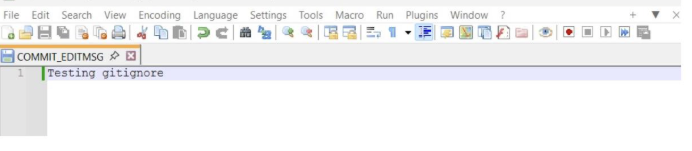 File Edit Search View Encoding Language Settings Tools Macro Run Plugins Window ? + ▼ ×
COMMIT_EDITMSG
1 Testing gitignore